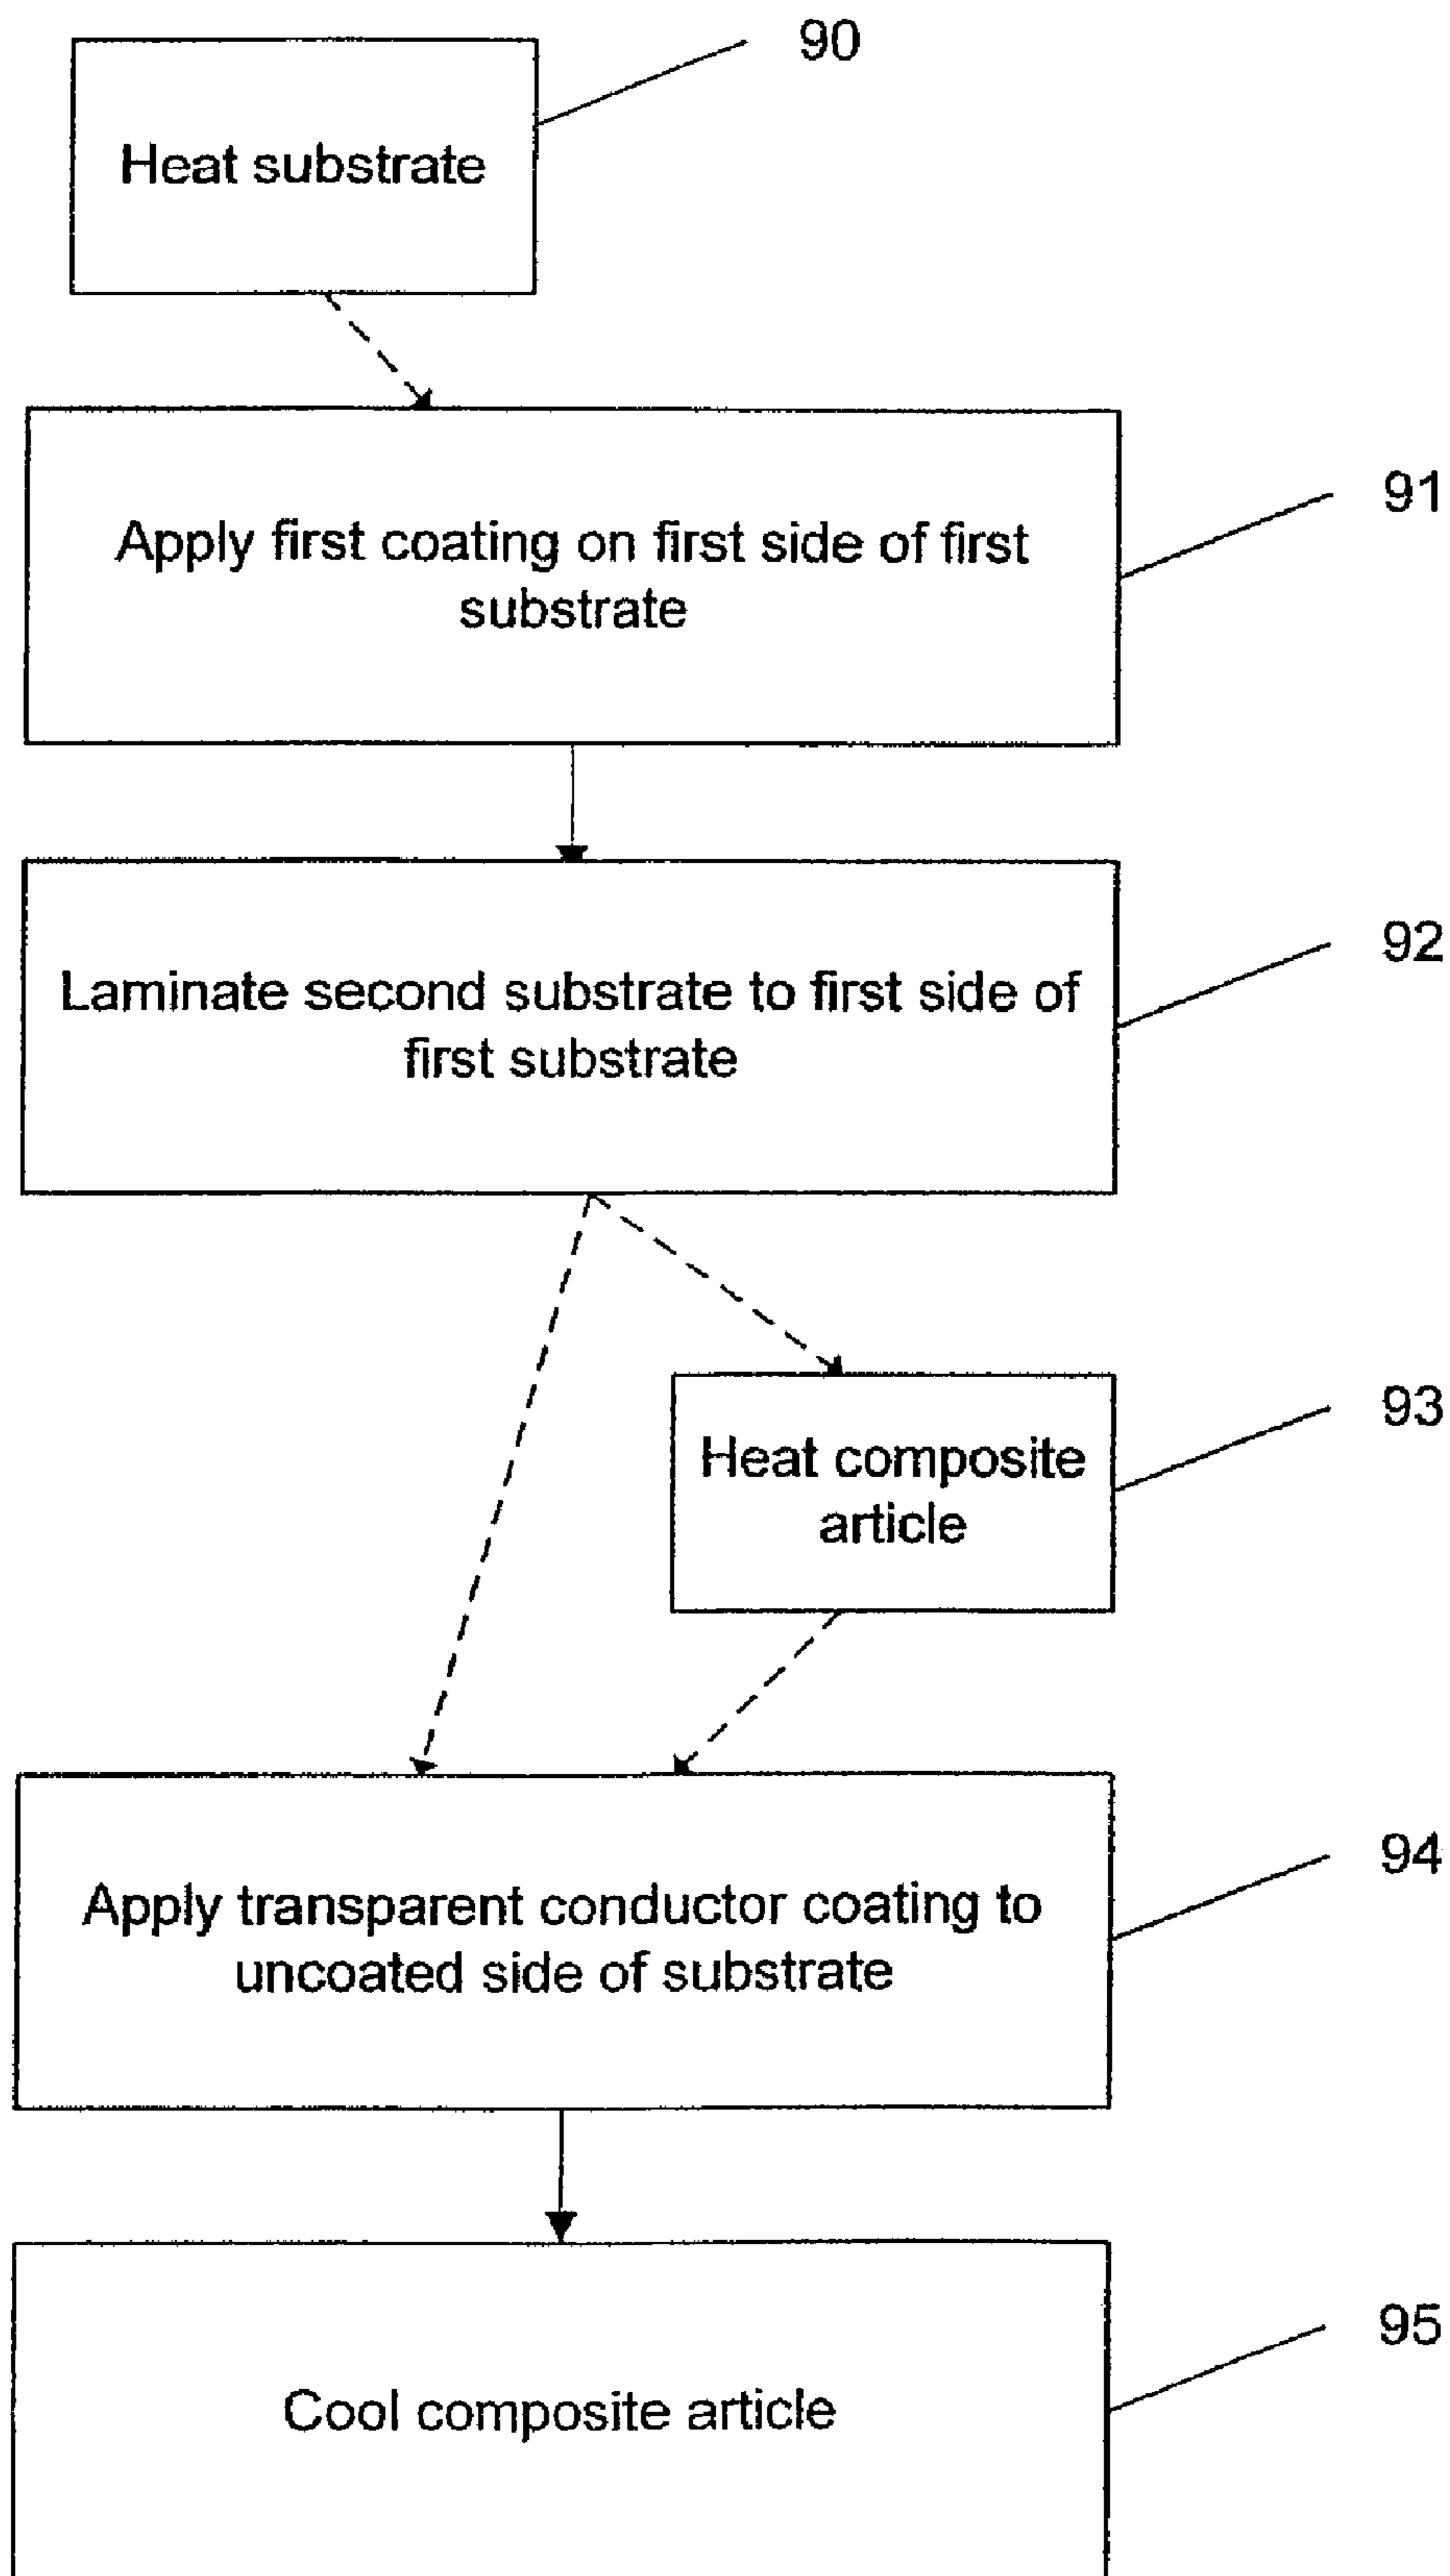 90
Heat substrate
91
Apply first coating on first side of first
substrate
92
Laminate second substrate to first side of
first substrate
93
Heat composite
article
94
Apply transparent conductor coating to
uncoated side of substrate
95
Cool composite article